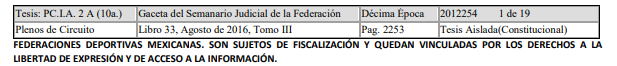 Tesis: PC.I.A. 2 A (10a.) Gaceta del Semanario Judicial de la Federación Décima Época 2012254 1 de 19
Plenos de Circuito Libro 33, Agosto de 2016, Tomo III Pag. 2253 Tesis Aislada(Constitucional)
FEDERACIONES DEPORTIVAS MEXICANAS. SON SUJETOS DE FISCALIZACIÓN Y QUEDAN VINCULADAS POR LOS DERECHOS A LA
LIBERTAD DE EXPRESIÓN Y DE ACCESO A LA INFORMACIÓN.